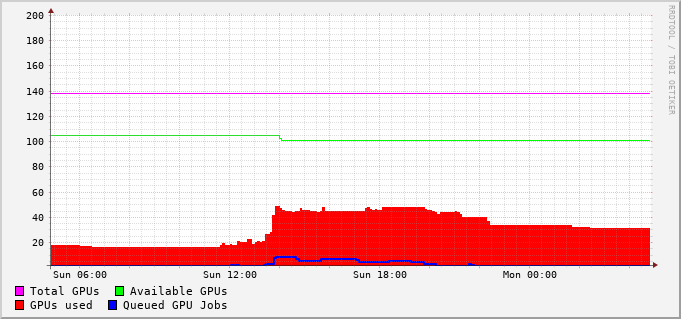 200
180
160
140
120
100
80
60
40
20
Sun 06:00 Sun 12:00 Sun 18:00 Mon 00:00
Total GPUs Available GPUs
GPUs used Queued GPU Jobs
RRDTOOL / TOBI OETIKER